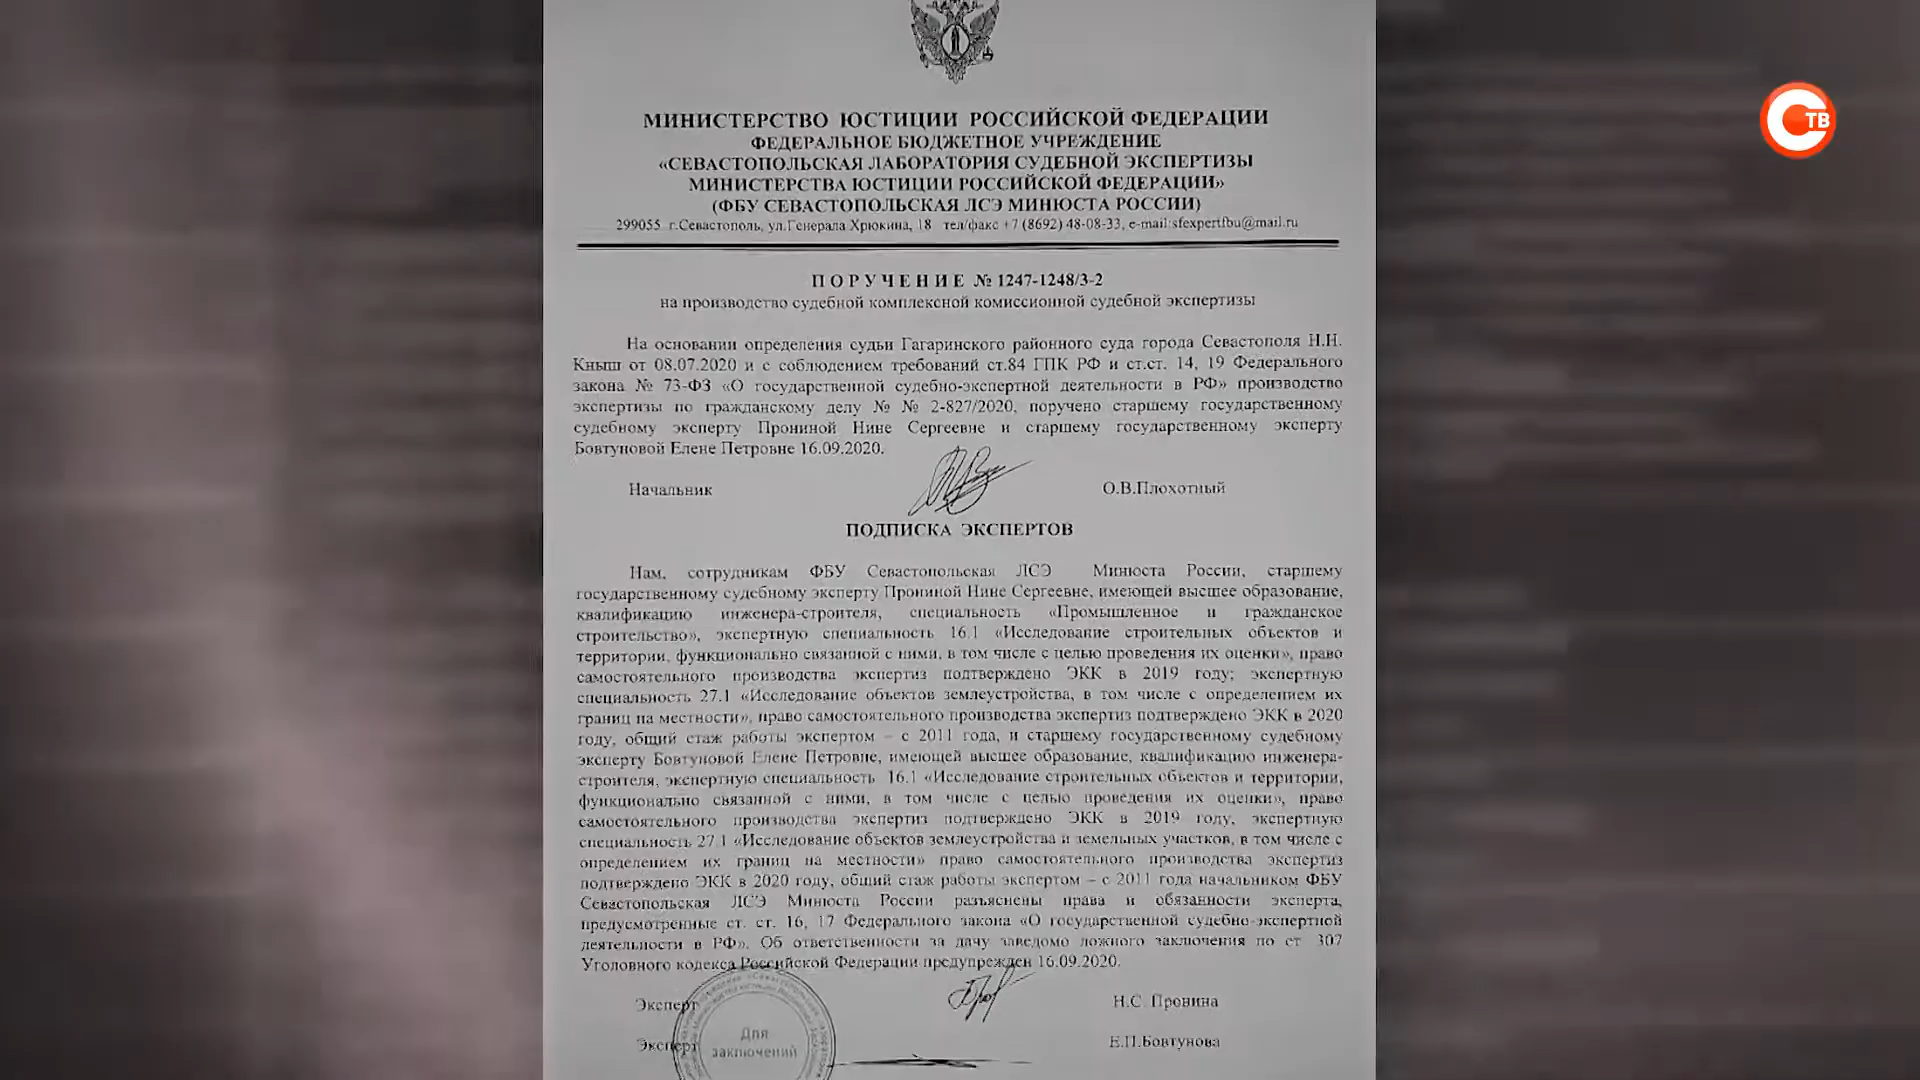 МИНИСТЕРСТВО ЮСТИЦИИ РОССИЙСКОЙ ФЕДЕРАЦИИ
ФЕДЕРАЛЬНОЕ БЮДЖЕТНОЕ УЧРЕЖДЕНИЕ
«СЕВАСТОПОЛЬСКАЯ ЛАБОРАТОРИЯ СУДЕБНОЙ ЭКСПЕРТИЗЫ
МИНИСТЕРСТВА ЮСТИЦИИ РОССИЙСКОЙ ФЕДЕРАЦИИ»
(ФБУ СЕВАСТОПОЛЬСКАЯ ЛСЭ МИНЮСТА РОССИИ)
299055 г.Севастополь, ул.Генерала Хрюкина, 18 тел/факс +7 (8692) 48-08-33, e-mail:sfexpertfbu@mail.ru
П О Р У Ч Е Н И Е № 1247-1248/3-2
на производство судебной комплексной комиссионной судебной экспертизы
На основании определения судьи Гагаринского районного суда города Севастополя Н.Н.
Кныш от 08.07.2020 и с соблюдением требований ст.84 ГПК РФ и ст.ст. 14, 19 Федерального
закона № 73-ФЗ «О государственной судебно-экспертной деятельности в РФ» производство
экспертизы по гражданскому делу № № 2-827/2020, поручено старшему государственному
судебному эксперту Прониной Нине Сергеевне и старшему государственному эксперту
Бовтуновой Елене Петровне 16.09.2020.
Начальник О.В.Плохотный
ПОДПИСКА ЭКСПЕРТОВ
Нам, сотрудникам ФБУ Севастопольская ЛСЭ Минюста России, старшему
государственному судебному эксперту Прониной Нине Сергеевне, имеющей высшее образование,
квалификацию инженера-строителя, специальность «Промышленное и гражданское
строительство», экспертную специальность 16.1 «Исследование строительных объектов и
территории, функционально связанной с ними, в том числе с целью проведения их оценки», право
самостоятельного производства экспертиз подтверждено ЭКК в 2019 году; экспертную
специальность 27.1 «Исследование объектов землеустройства, в том числе с определением их
границ на местности», право самостоятельного производства экспертиз подтверждено ЭКК в 2020
году, общий стаж работы экспертом – с 2011 года, и старшему государственному судебному
эксперту Бовтуновой Елене Петровне, имеющей высшее образование, квалификацию инженера-
строителя, экспертную специальность 16.1 «Исследование строительных объектов и территории,
функционально связанной с ними, в том числе с целью проведения их оценки», право
самостоятельного производства экспертиз подтверждено ЭКК в 2019 году, экспертную
специальность 27.1 «Исследование объектов землеустройства и земельных участков, в том числе с
определением их границ на местности» право самостоятельного производства экспертиз
подтверждено ЭКК в 2020 году, общий стаж работы экспертом – с 2011 года начальником ФБУ
Севастопольская ЛСЭ Минюста России разъяснены права и обязанности эксперта,
предусмотренные ст. ст. 16, 17 Федерального закона «О государственной судебно-экспертной
деятельности в РФ». Об ответственности за дачу заведомо ложного заключения по ст. 307
Уголовного кодекса Российской Федерации предупрежден 16.09.2020.
Эксперт Н.С. Пронина
Для
заключений
Эксперт Е.П.Бовтунова
СТВ